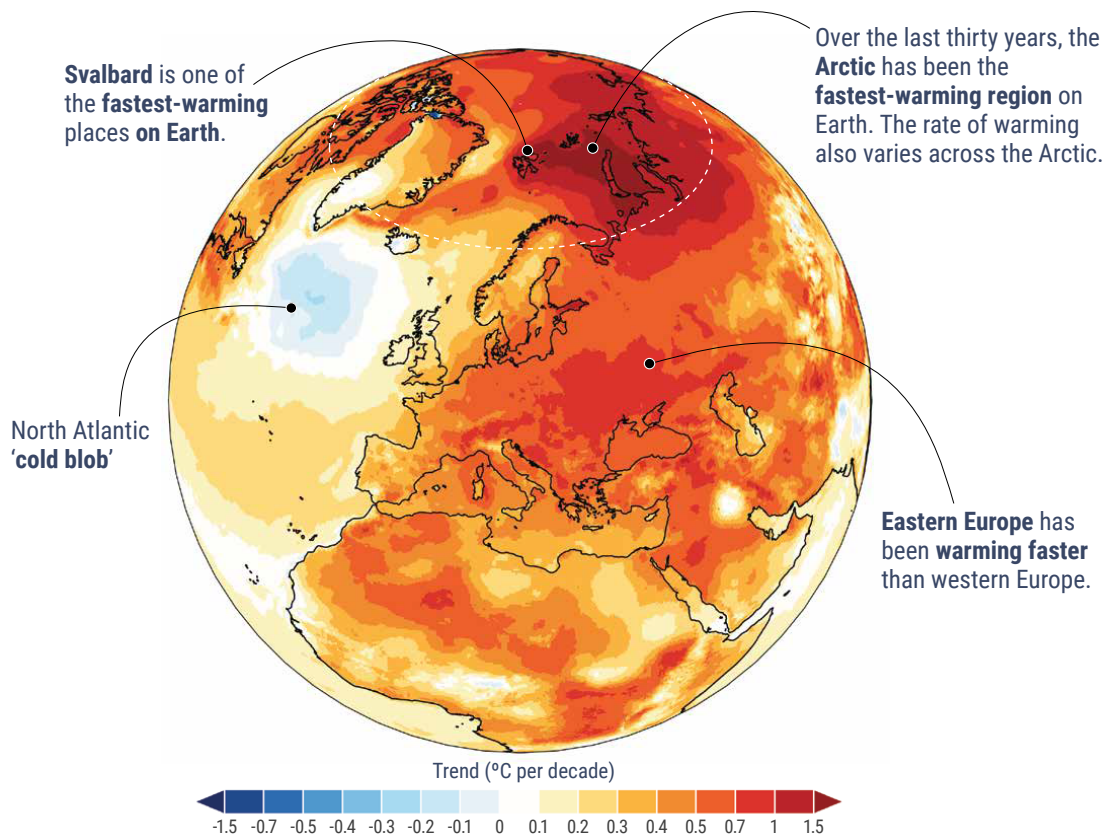 Svalbard is one of
the fastest-warming
places on Earth.
Over the last thirty years, the
Arctic has been the
fastest-warming region on
Earth. The rate of warming
also varies across the Arctic.
North Atlantic
‘cold blob’
Eastern Europe has
been warming faster
than western Europe.
Trend (ºC per decade)
-1.5 -0.7 -0.5 -0.4 -0.3 -0.2 -0.1 0 0.1 0.2 0.3 0.4 0.5 0.7 1 1.5